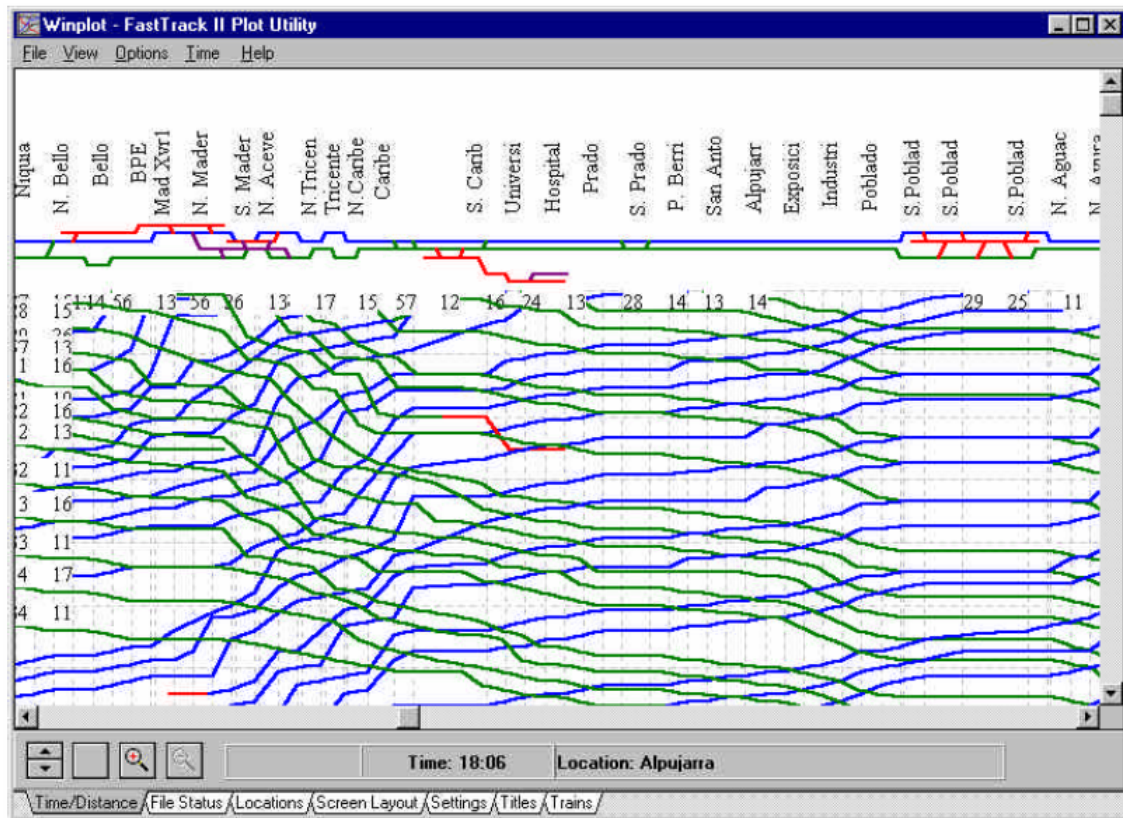 Winplot - FastTrack II Plot Utility
File View Options Time Help
Niquia
N. Bello
Bello
BPE
Mad Xvr1
N. Mader
S. Mader
N. Aceve
N. Tricen
Tricente
N. Caribe
Caribe
S. Carib
Universi
Hospital
Prado
S. Prado
P. Berri
San Anto
Alpujarr
Exposici
Industri
Poblado
S. Poblad
S. Poblad
S. Poblad
N. Aguac
56 13 56 26 13 17 15 57 12 16 24 13 28 14 13 14 29 25 11
13
1 16
16
2 13
11
3 16
11
4 17
11
Time: 18:06 Location: Alpujarra
Time/Distance File Status Locations Screen Layout Settings Titles Trains